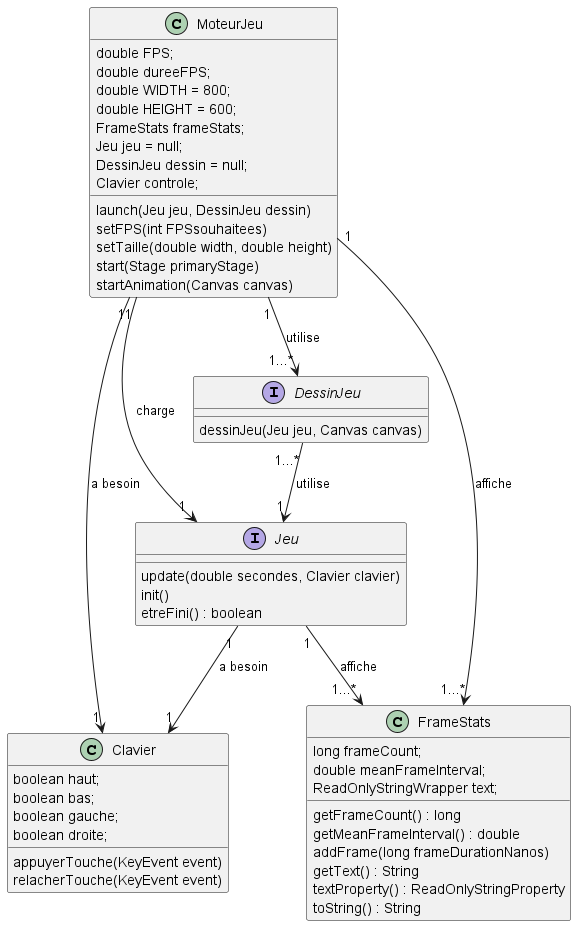 C MoteurJeu
double FPS;
double dureeFPS;
double WIDTH = 800;
double HEIGHT = 600;
FrameStats frameStats;
Jeu jeu = null;
DessinJeu dessin = null;
Clavier controle;
launch(Jeu jeu, DessinJeu dessin)
setFPS(int FPSsouhaitees)
setTaille(double width, double height)
start(Stage primaryStage)
startAnimation(Canvas canvas)
1
1
1
1
utilise
1...*
I DessinJeu
dessinJeu(Jeu jeu, Canvas canvas)
charge
1...*
a besoin
utilise
affiche
1
1
I Jeu
update(double secondes, Clavier clavier)
init()
etreFini() : boolean
1
1
a besoin
affiche
1
1
1...*
1...*
C Clavier
boolean haut;
boolean bas;
boolean gauche;
boolean droite;
appuyerTouche(KeyEvent event)
relacherTouche(KeyEvent event)
C FrameStats
long frameCount;
double meanFrameInterval;
ReadOnlyStringWrapper text;
getFrameCount() : long
getMeanFrameInterval() : double
addFrame(long frameDurationNanos)
getText() : String
textProperty() : ReadOnlyStringProperty
toString() : String